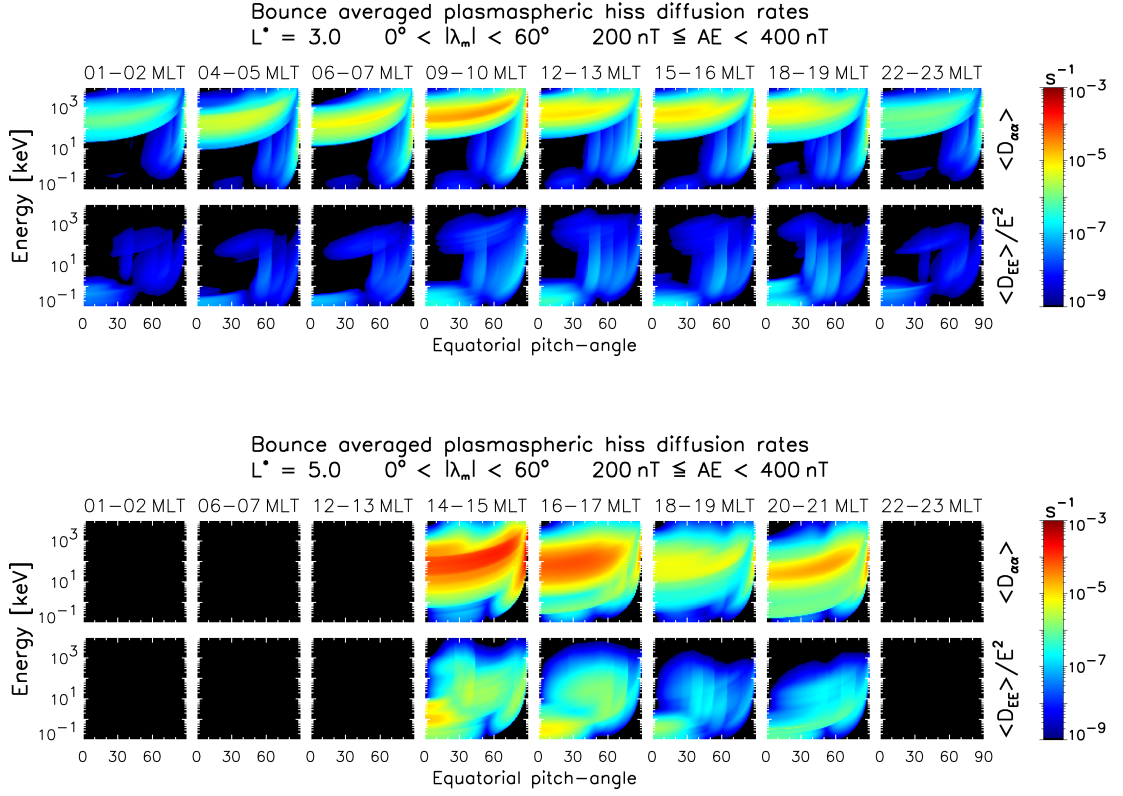 Bounce averaged plasmaspheric hiss diffusion rates
L* = 3.0 0° < |λm| < 60° 200 nT ≦ AE < 400 nT
01−02 MLT 04−05 MLT 06−07 MLT 09−10 MLT 12−13 MLT 15−16 MLT 18−19 MLT 22−23 MLT
s⁻¹
Energy [keV]
10³
10¹
10⁻¹
<Dαα>
10³
10¹
10⁻¹
<D_EE>/E²
10⁻³
10⁻⁵
10⁻⁷
10⁻⁹
0 30 60 0 30 60 0 30 60 0 30 60 0 30 60 0 30 60 0 30 60 0 30 60 90
Equatorial pitch−angle
Bounce averaged plasmaspheric hiss diffusion rates
L* = 5.0 0° < |λm| < 60° 200 nT ≦ AE < 400 nT
01−02 MLT 06−07 MLT 12−13 MLT 14−15 MLT 16−17 MLT 18−19 MLT 20−21 MLT 22−23 MLT
s⁻¹
Energy [keV]
10³
10¹
10⁻¹
<Dαα>
10³
10¹
10⁻¹
<D_EE>/E²
10⁻³
10⁻⁵
10⁻⁷
10⁻⁹
0 30 60 0 30 60 0 30 60 0 30 60 0 30 60 0 30 60 0 30 60 0 30 60 90
Equatorial pitch−angle